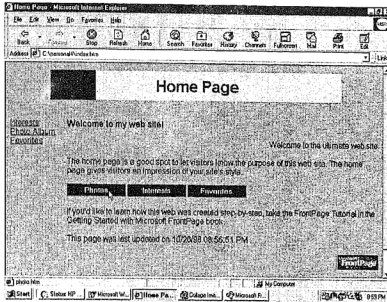 Home Page - Microsoft Internet Explorer
File Edit View Go Favorites Help
Back Forward Stop Refresh Home Search Favorites History Channels Fullscreen Mail Print Edit
Address C:\personal\index.htm
Home Page
Interests
Photo Album
Favorites
Welcome to my web site!
Welcome to the ultimate web site.
The home page is a good spot to let visitors know the purpose of this web site. The home
page gives visitors an impression of your site's style.
Photos Interests Favorites
If you'd like to learn how this web was created step-by-step, take the FrontPage Tutorial in the
Getting Started with Microsoft FrontPage book.
This page was last updated on 10/20/98 08:56:51 PM
FrontPage
photo.htm My Computer
Start Status HP ... Microsoft W... Home Pa... Microsoft Fr...